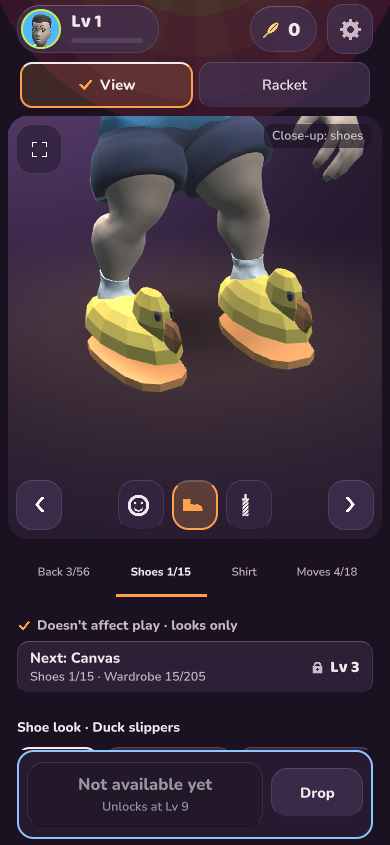 Lv 1
0
View
Racket
Close-up: shoes
Back 3/56
Shoes 1/15
Shirt
Moves 4/18
Doesn't affect play · looks only
Next: Canvas
Shoes 1/15 · Wardrobe 15/205
Lv 3
Shoe look · Duck slippers
Not available yet
Unlocks at Lv 9
Drop